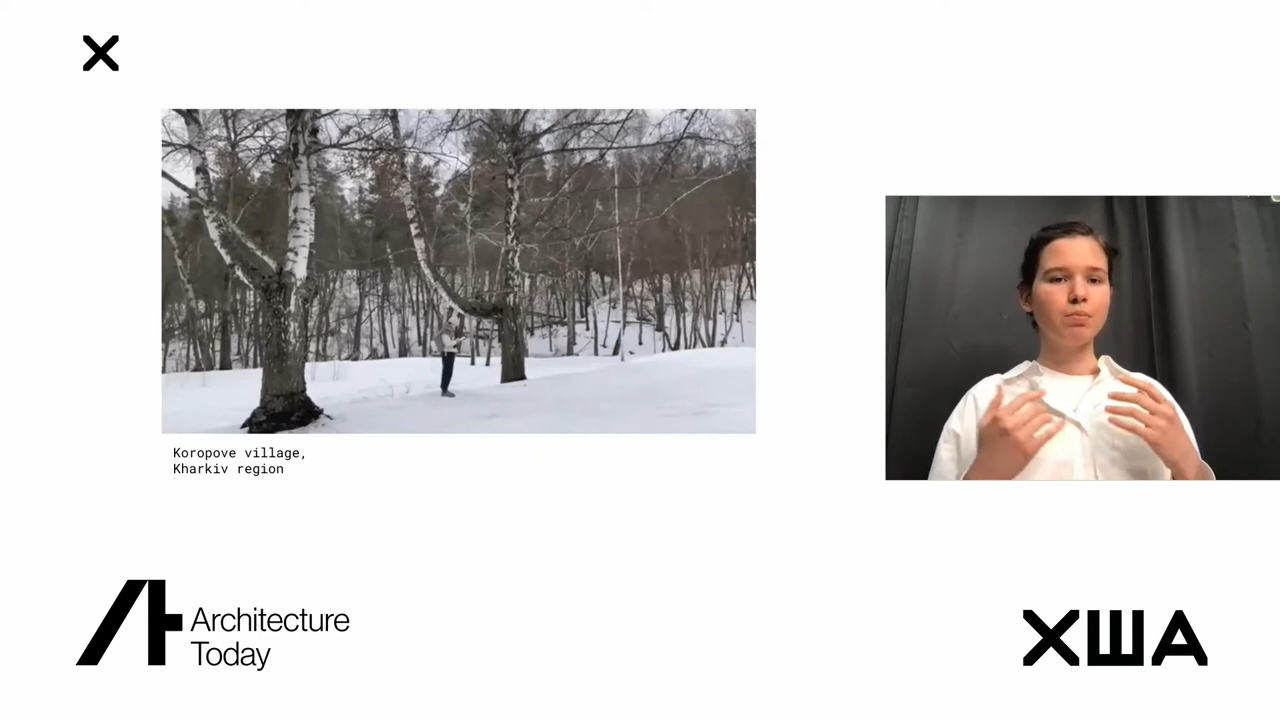 Koropove village,
Kharkiv region
Architecture
Today
ХША